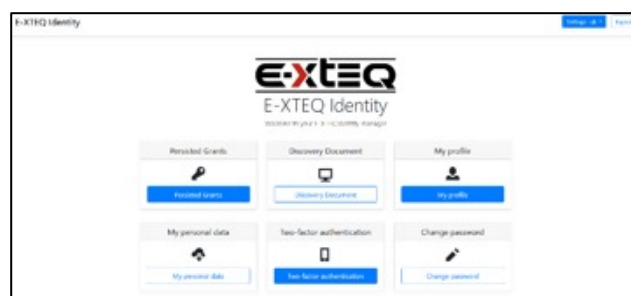 E-XTEQ Identity
E-XTEQ
E-XTEQ Identity
Persisted Grants
Discovery Document
My profile
Persisted Grants
Discovery Document
My profile
My personal data
Two-factor authentication
Change password
My personal data
Two-factor authentication
Change password